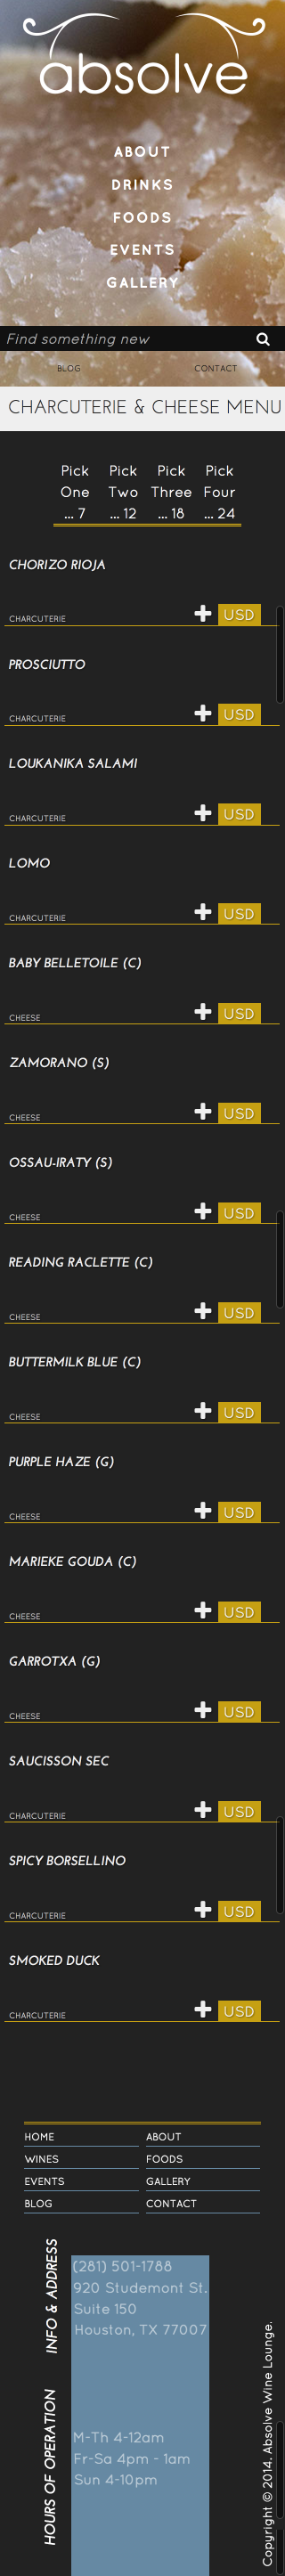 absolve
ABOUT
DRINKS
FOODS
EVENTS
GALLERY
Find something new
BLOG CONTACT
CHARCUTERIE & CHEESE MENU
Pick One ... 7
Pick Two ... 12
Pick Three ... 18
Pick Four ... 24
CHORIZO RIOJA
CHARCUTERIE USD
PROSCIUTTO
CHARCUTERIE USD
LOUKANIKA SALAMI
CHARCUTERIE USD
LOMO
CHARCUTERIE USD
BABY BELLETOILE (C)
CHEESE USD
ZAMORANO (S)
CHEESE USD
OSSAU-IRATY (S)
CHEESE USD
READING RACLETTE (C)
CHEESE USD
BUTTERMILK BLUE (C)
CHEESE USD
PURPLE HAZE (G)
CHEESE USD
MARIEKE GOUDA (C)
CHEESE USD
GARROTXA (G)
CHEESE USD
SAUCISSON SEC
CHARCUTERIE USD
SPICY BORSELLINO
CHARCUTERIE USD
SMOKED DUCK
CHARCUTERIE USD
HOME ABOUT
WINES FOODS
EVENTS GALLERY
BLOG CONTACT
INFO & ADDRESS
(281) 501-1788
920 Studemont St.
Suite 150
Houston, TX 77007
HOURS OF OPERATION
M-Th 4-12am
Fr-Sa 4pm - 1am
Sun 4-10pm
Copyright © 2014. Absolve Wine Lounge.